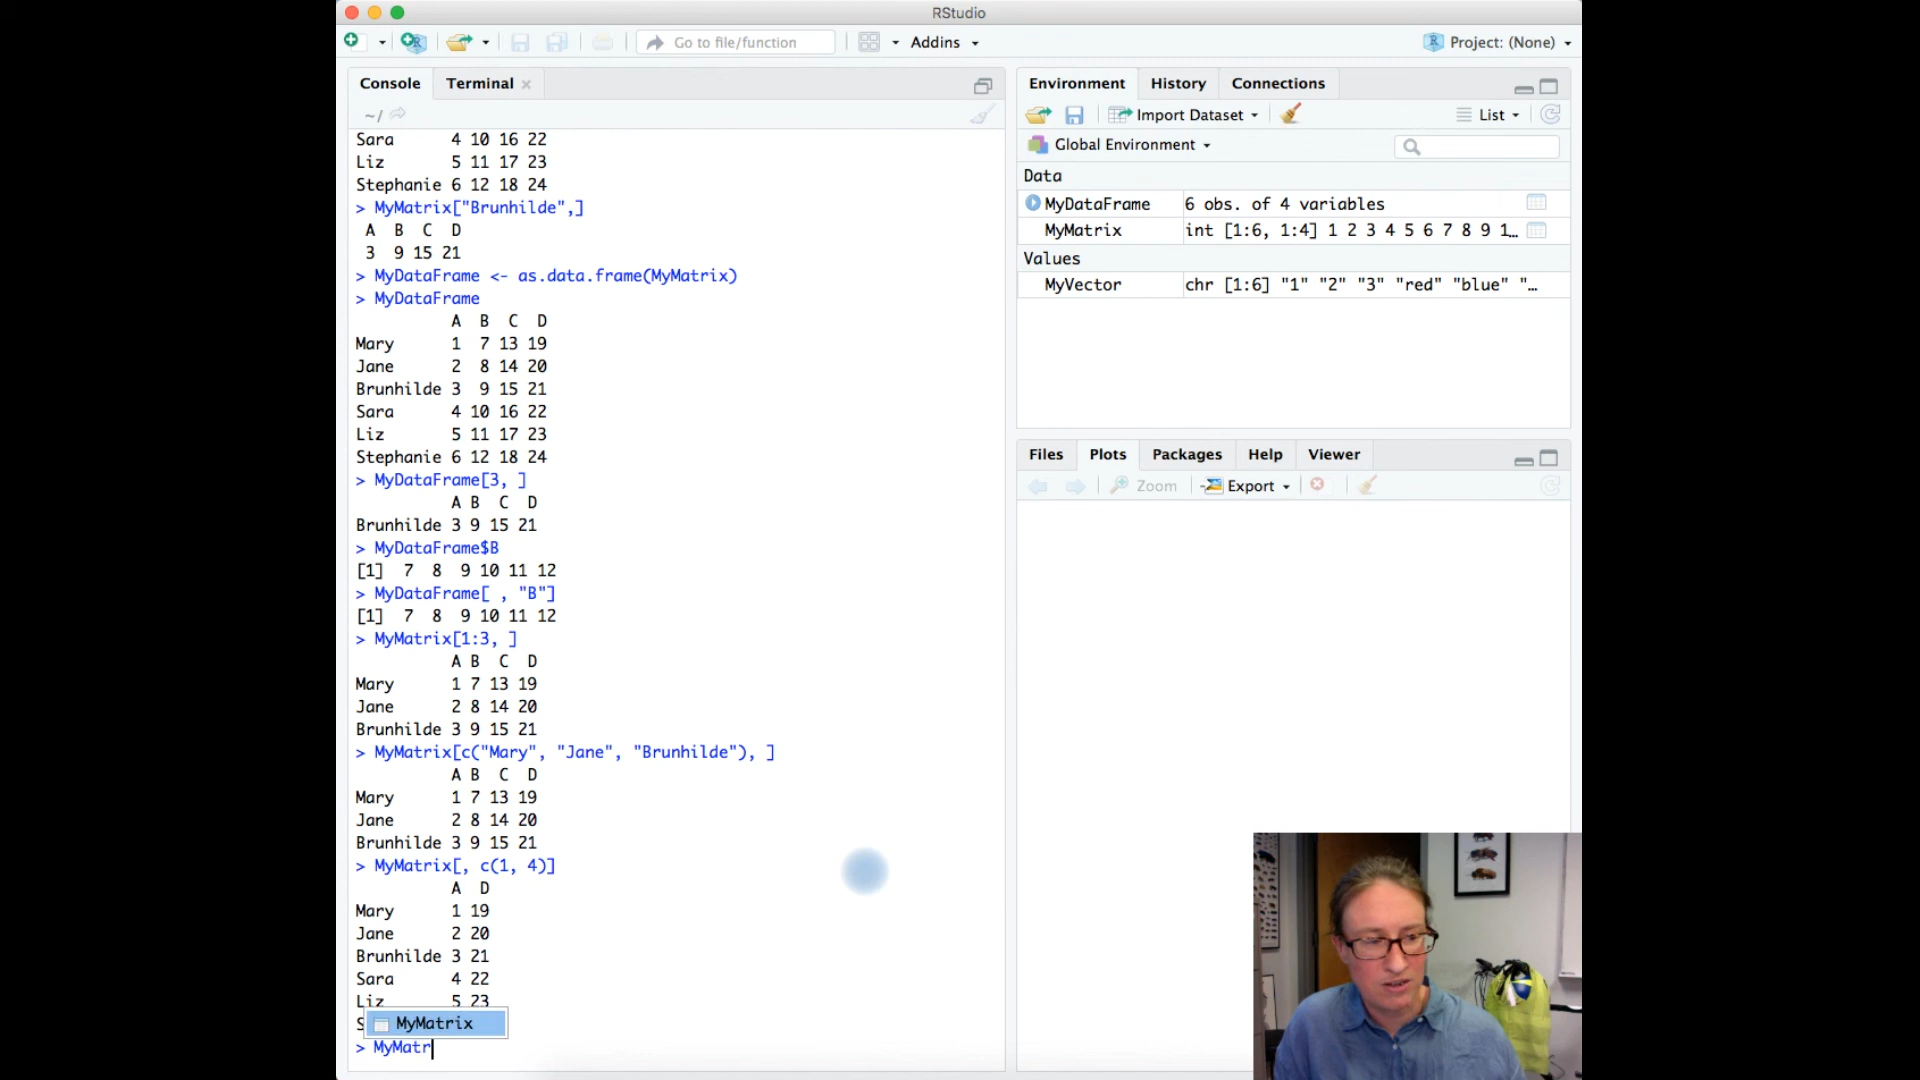 RStudio
Go to file/function
Addins
Project: (None)
Console
Terminal
~/
Sara 4 10 16 22
Liz 5 11 17 23
Stephanie 6 12 18 24
> MyMatrix["Brunhilde",]
A B C D
3 9 15 21
> MyDataFrame <- as.data.frame(MyMatrix)
> MyDataFrame
A B C D
Mary 1 7 13 19
Jane 2 8 14 20
Brunhilde 3 9 15 21
Sara 4 10 16 22
Liz 5 11 17 23
Stephanie 6 12 18 24
> MyDataFrame[3, ]
A B C D
Brunhilde 3 9 15 21
> MyDataFrame$B
[1] 7 8 9 10 11 12
> MyDataFrame[ , "B"]
[1] 7 8 9 10 11 12
> MyMatrix[1:3, ]
A B C D
Mary 1 7 13 19
Jane 2 8 14 20
Brunhilde 3 9 15 21
> MyMatrix[c("Mary", "Jane", "Brunhilde"), ]
A B C D
Mary 1 7 13 19
Jane 2 8 14 20
Brunhilde 3 9 15 21
> MyMatrix[, c(1, 4)]
A D
Mary 1 19
Jane 2 20
Brunhilde 3 21
Sara 4 22
Liz 5 23
S
MyMatrix
> MyMatr
Environment
History
Connections
Import Dataset
List
Global Environment
Data
MyDataFrame 6 obs. of 4 variables
MyMatrix int [1:6, 1:4] 1 2 3 4 5 6 7 8 9 1…
Values
MyVector chr [1:6] "1" "2" "3" "red" "blue" "…
Files
Plots
Packages
Help
Viewer
Zoom
Export